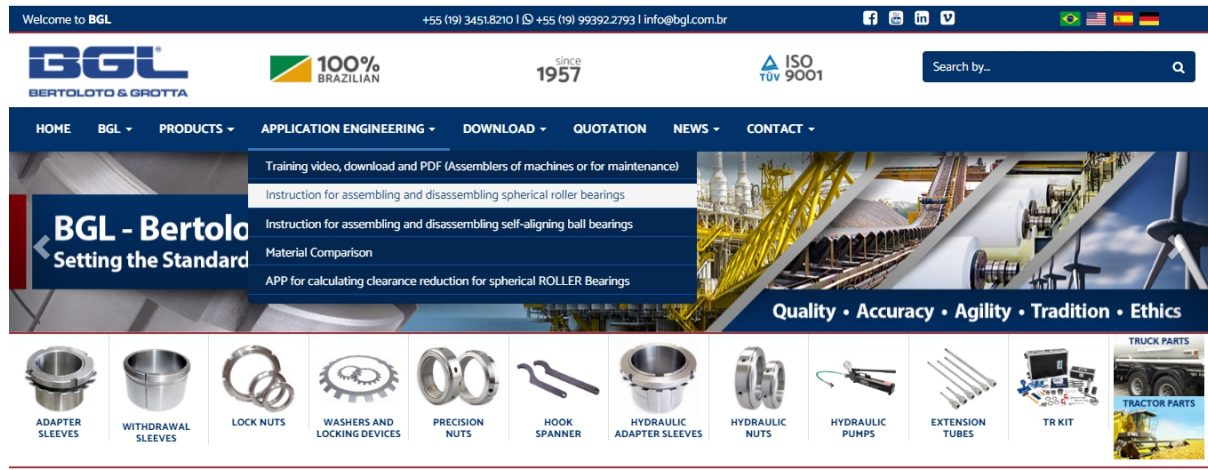 Welcome to BGL
+55 (19) 3451.8210 | +55 (19) 99392.2793 | info@bgl.com.br
BGL
BERTOLOTO & GROTTA
100%
BRAZILIAN
since
1957
TÜV
ISO
9001
Search by...
HOME BGL PRODUCTS APPLICATION ENGINEERING DOWNLOAD QUOTATION NEWS CONTACT
Training video, download and PDF (Assemblers of machines or for maintenance)
Instruction for assembling and disassembling spherical roller bearings
Instruction for assembling and disassembling self-aligning ball bearings
Material Comparison
APP for calculating clearance reduction for spherical ROLLER Bearings
BGL - Bertolo
Setting the Standard
Quality • Accuracy • Agility • Tradition • Ethics
ADAPTER
SLEEVES
WITHDRAWAL
SLEEVES
LOCK NUTS
WASHERS AND
LOCKING DEVICES
PRECISION
NUTS
HOOK
SPANNER
HYDRAULIC
ADAPTER SLEEVES
HYDRAULIC
NUTS
HYDRAULIC
PUMPS
EXTENSION
TUBES
TR KIT
TRUCK PARTS
TRACTOR PARTS